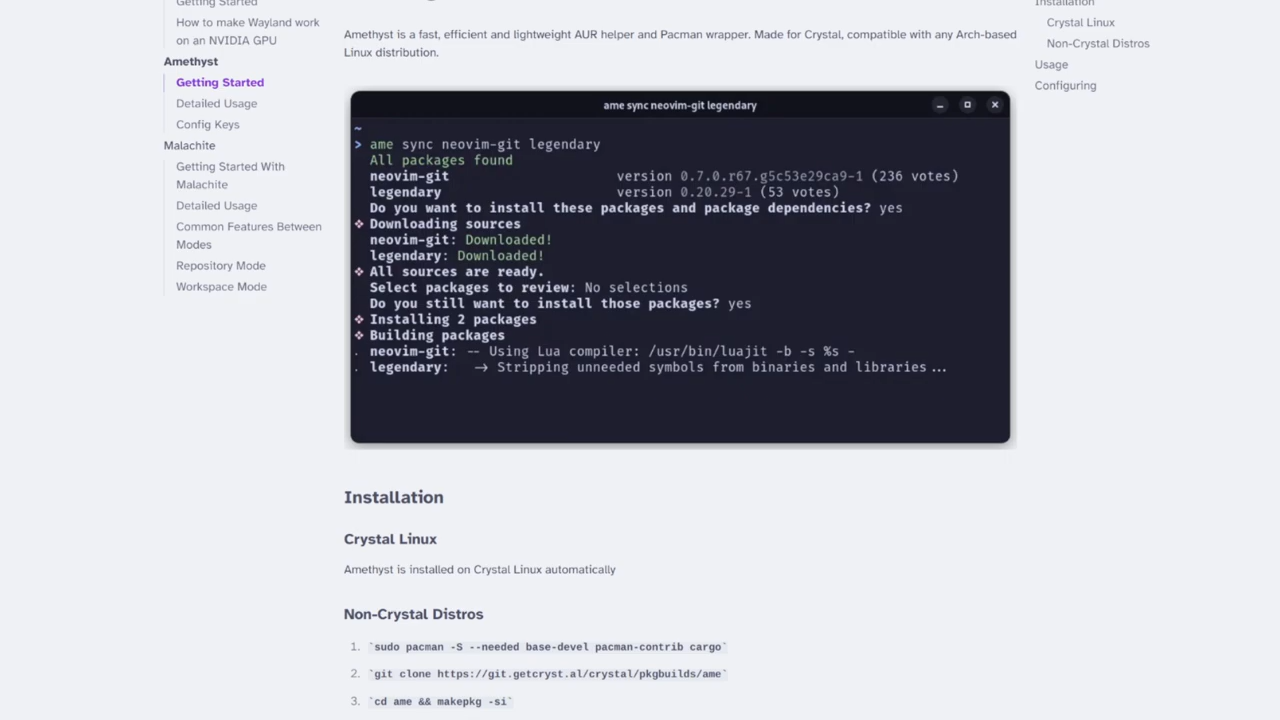 Getting Started
How to make Wayland work
on an NVIDIA GPU
Amethyst
Getting Started
Detailed Usage
Config Keys
Malachite
Getting Started With
Malachite
Detailed Usage
Common Features Between
Modes
Repository Mode
Workspace Mode
Amethyst is a fast, efficient and lightweight AUR helper and Pacman wrapper. Made for Crystal, compatible with any Arch-based
Linux distribution.
ame sync neovim-git legendary
~
> ame sync neovim-git legendary
All packages found
neovim-git version 0.7.0.r67.g5c53e29ca9-1 (236 votes)
legendary version 0.20.29-1 (53 votes)
Do you want to install these packages and package dependencies? yes
❖ Downloading sources
neovim-git: Downloaded!
legendary: Downloaded!
❖ All sources are ready.
Select packages to review: No selections
Do you still want to install those packages? yes
❖ Installing 2 packages
❖ Building packages
. neovim-git: -- Using Lua compiler: /usr/bin/luajit -b -s %s -
. legendary: → Stripping unneeded symbols from binaries and libraries...
Installation
Crystal Linux
Amethyst is installed on Crystal Linux automatically
Non-Crystal Distros
1. `sudo pacman -S --needed base-devel pacman-contrib cargo`
2. `git clone https://git.getcryst.al/crystal/pkgbuilds/ame`
3. `cd ame && makepkg -si`
Installation
Crystal Linux
Non-Crystal Distros
Usage
Configuring